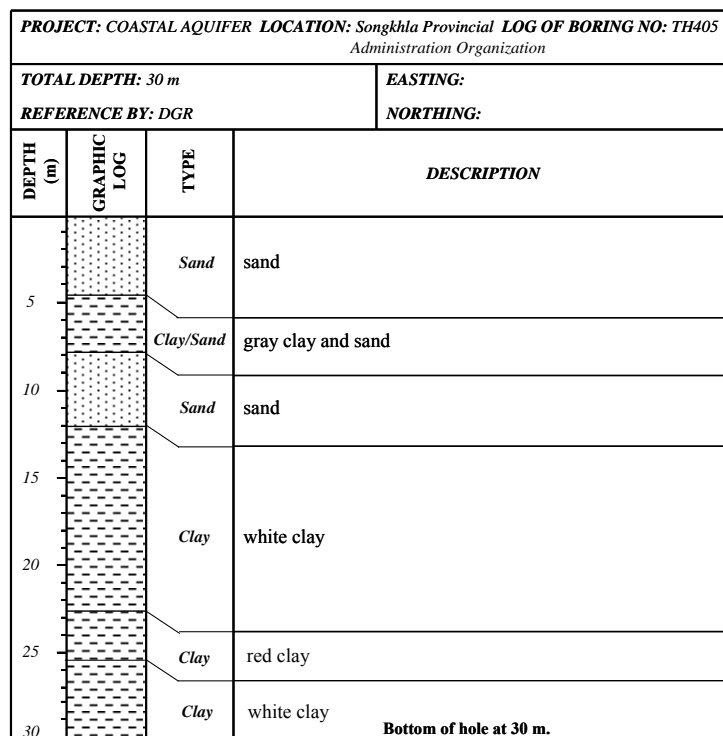 PROJECT: COASTAL AQUIFER LOCATION: Songkhla Provincial LOG OF BORING NO: TH405
Administration Organization
TOTAL DEPTH: 30 m
EASTING:
REFERENCE BY: DGR
NORTHING:
DEPTH (m)
GRAPHIC LOG
TYPE
DESCRIPTION
Sand
sand
5
Clay/Sand
gray clay and sand
10
Sand
sand
15
Clay
white clay
20
25
Clay
red clay
Clay
white clay
30
Bottom of hole at 30 m.